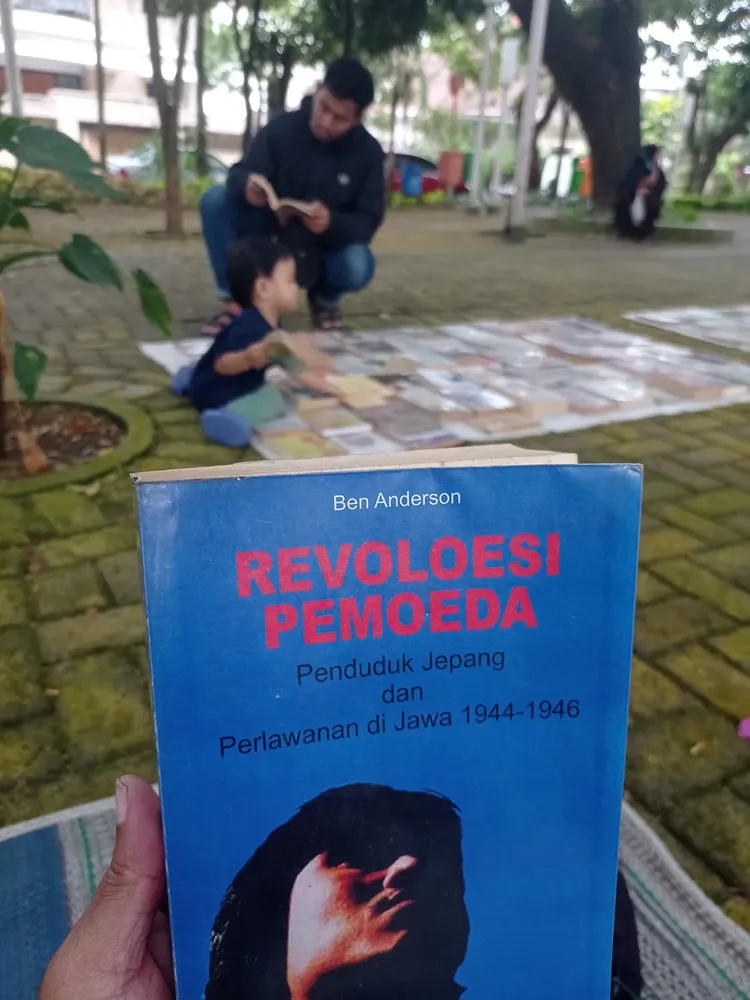 Ben Anderson
REVOLOESI
PEMOEDA
Penduduk Jepang
dan
Perlawanan di Jawa 1944-1946